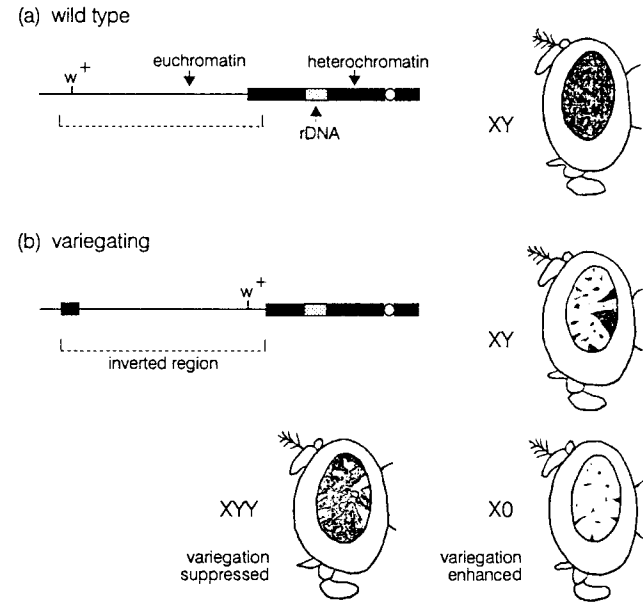 (a) wild type
w+
euchromatin
heterochromatin
rDNA
XY
(b) variegating
w+
inverted region
XY
XYY
variegation
suppressed
X0
variegation
enhanced